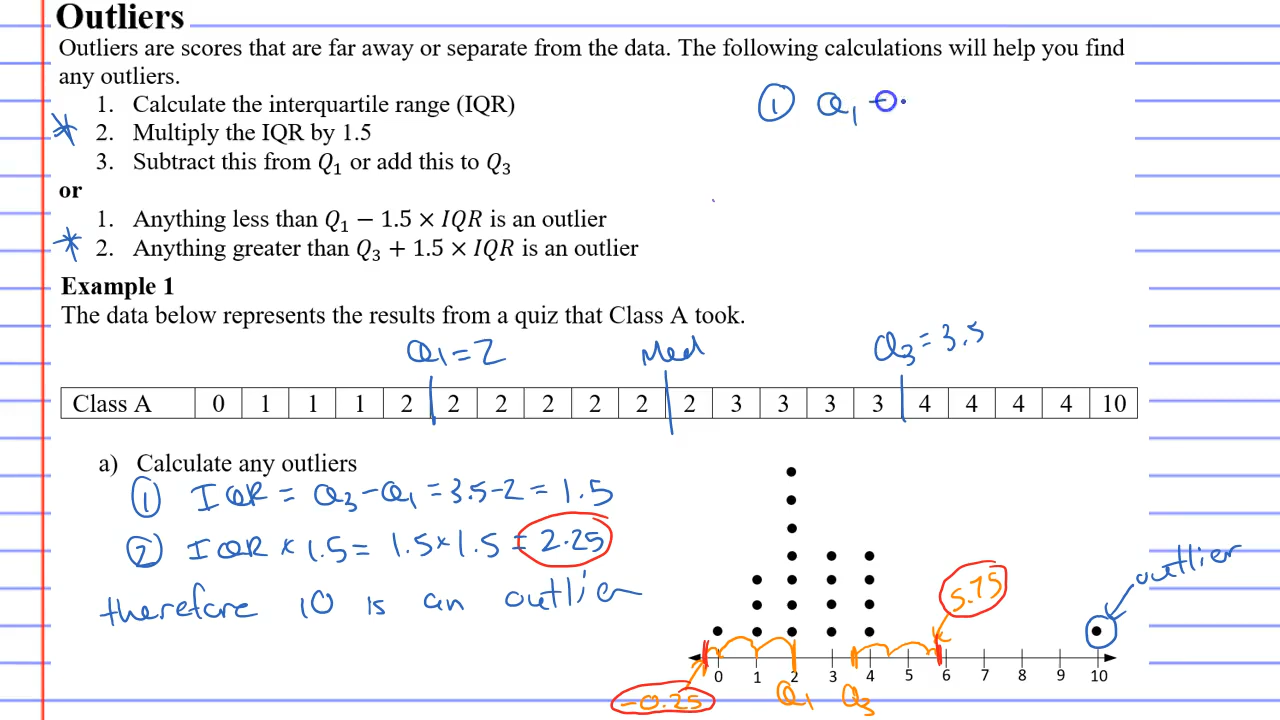 Outliers
Outliers are scores that are far away or separate from the data. The following calculations will help you find
any outliers.
1. Calculate the interquartile range (IQR)
2. Multiply the IQR by 1.5
3. Subtract this from Q₁ or add this to Q₃
or
1. Anything less than Q₁ − 1.5 × IQR is an outlier
2. Anything greater than Q₃ + 1.5 × IQR is an outlier
① Q₁ -
Example 1
The data below represents the results from a quiz that Class A took.
Q₁ = 2 Med Q₃ = 3.5
Class A 0 1 1 1 2 2 2 2 2 2 2 3 3 3 3 4 4 4 4 10
a) Calculate any outliers
① IQR = Q₃ - Q₁ = 3.5 - 2 = 1.5
② IQR × 1.5 = 1.5 × 1.5 = 2.25
therefore 10 is an outlier
outlier
5.75
0 1 2 3 4 5 6 7 8 9 10
-0.25 Q₁ Q₃